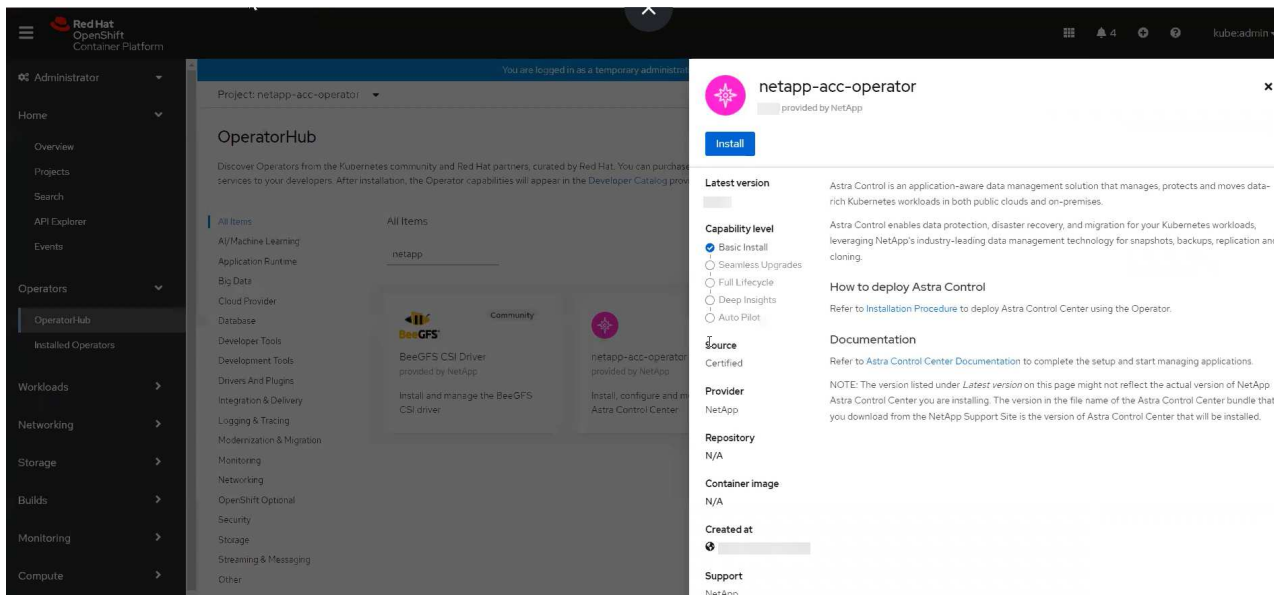 Red Hat
OpenShift
Container Platform
4
kube:admin
Administrator
Home
Overview
Projects
Search
API Explorer
Events
Operators
OperatorHub
Installed Operators
Workloads
Networking
Storage
Builds
Monitoring
Compute
You are logged in as a temporary administrat
Project: netapp-acc-operator
OperatorHub
Discover Operators from the Kubernetes community and Red Hat partners, curated by Red Hat. You can purchase
services to your developers. After installation, the Operator capabilities will appear in the Developer Catalog prov
All Items
AI/Machine Learning
Application Runtime
Big Data
Cloud Provider
Database
Developer Tools
Development Tools
Drivers And Plugins
Integration & Delivery
Logging & Tracing
Modernization & Migration
Monitoring
Networking
OpenShift Optional
Security
Storage
Streaming & Messaging
Other
All Items
netapp
BeeGFS
Community
BeeGFS CSI Driver
provided by NetApp
Install and manage the BeeGFS
CSI driver
netapp-acc-operator
provided by NetApp
Install, configure and m
Astra Control Center
netapp-acc-operator
provided by NetApp
Install
Latest version
Capability level
Basic Install
Seamless Upgrades
Full Lifecycle
Deep Insights
Auto Pilot
Source
Certified
Provider
NetApp
Repository
N/A
Container image
N/A
Created at
Support
NetApp
Astra Control is an application-aware data management solution that manages, protects and moves data-
rich Kubernetes workloads in both public clouds and on-premises.
Astra Control enables data protection, disaster recovery, and migration for your Kubernetes workloads,
leveraging NetApp's industry-leading data management technology for snapshots, backups, replication and
cloning.
How to deploy Astra Control
Refer to Installation Procedure to deploy Astra Control Center using the Operator.
Documentation
Refer to Astra Control Center Documentation to complete the setup and start managing applications.
NOTE: The version listed under Latest version on this page might not reflect the actual version of NetApp
Astra Control Center you are installing. The version in the file name of the Astra Control Center bundle that
you download from the NetApp Support Site is the version of Astra Control Center that will be installed.